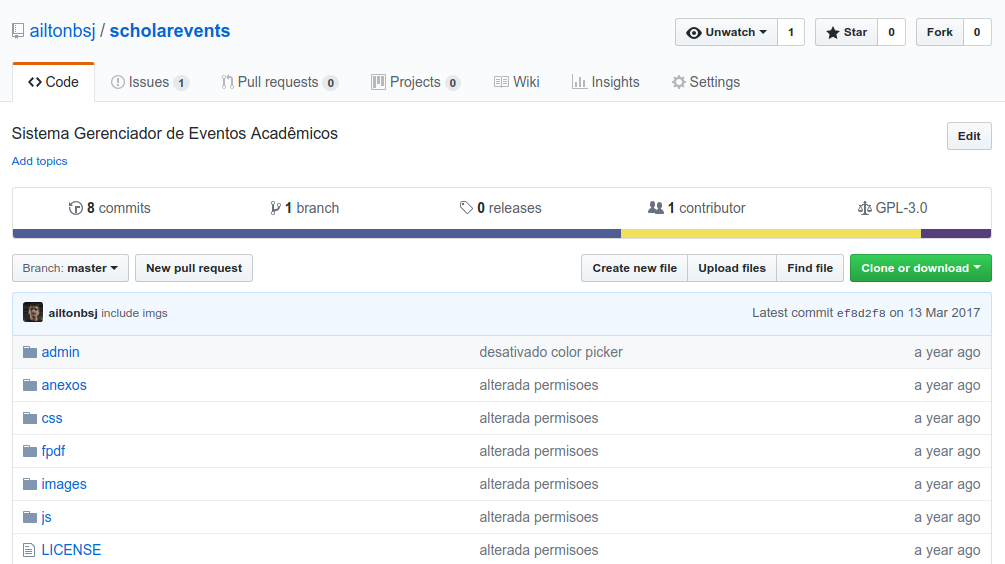 ailtonbsj / scholarevents Unwatch 1 Star 0 Fork 0
Code Issues 1 Pull requests 0 Projects 0 Wiki Insights Settings
Sistema Gerenciador de Eventos Acadêmicos Edit
Add topics
8 commits 1 branch 0 releases 1 contributor GPL-3.0
Branch: master New pull request Create new file Upload files Find file Clone or download
ailtonbsj include imgs Latest commit ef8d2f8 on 13 Mar 2017
admin desativado color picker a year ago
anexos alterada permisoes a year ago
css alterada permisoes a year ago
fpdf alterada permisoes a year ago
images alterada permisoes a year ago
js alterada permisoes a year ago
LICENSE alterada permisoes a year ago